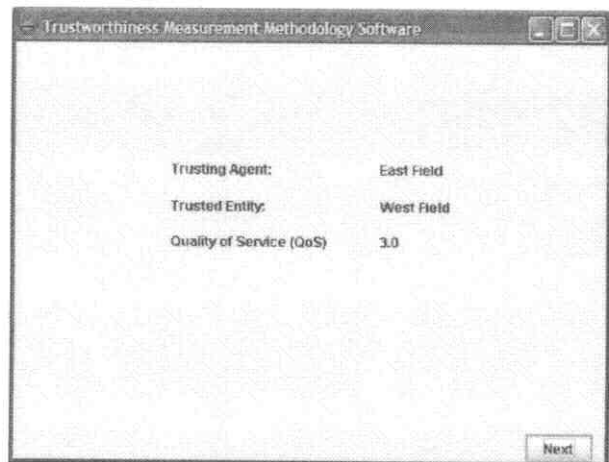 Trustworthiness Measurement Methodology Software
Trusting Agent: East Field
Trusted Entity: West Field
Quality of Service (QoS) 3.0
Next